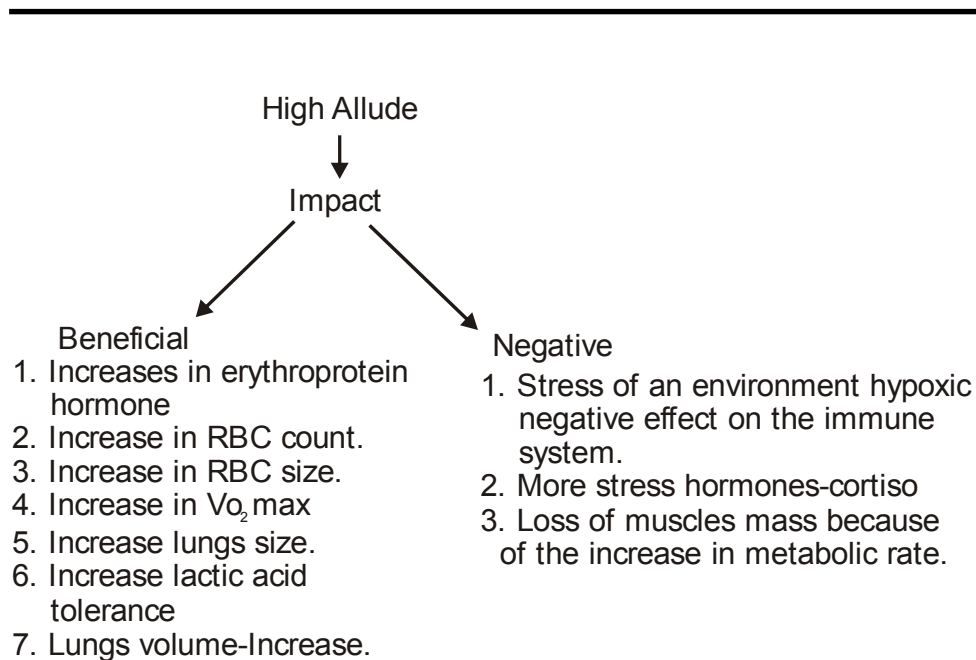 High Allude
Impact
Beneficial
1. Increases in erythroprotein
hormone
2. Increase in RBC count.
3. Increase in RBC size.
4. Increase in Vo₂ max
5. Increase lungs size.
6. Increase lactic acid
tolerance
7. Lungs volume-Increase.
Negative
1. Stress of an environment hypoxic
negative effect on the immune
system.
2. More stress hormones-cortiso
3. Loss of muscles mass because
of the increase in metabolic rate.